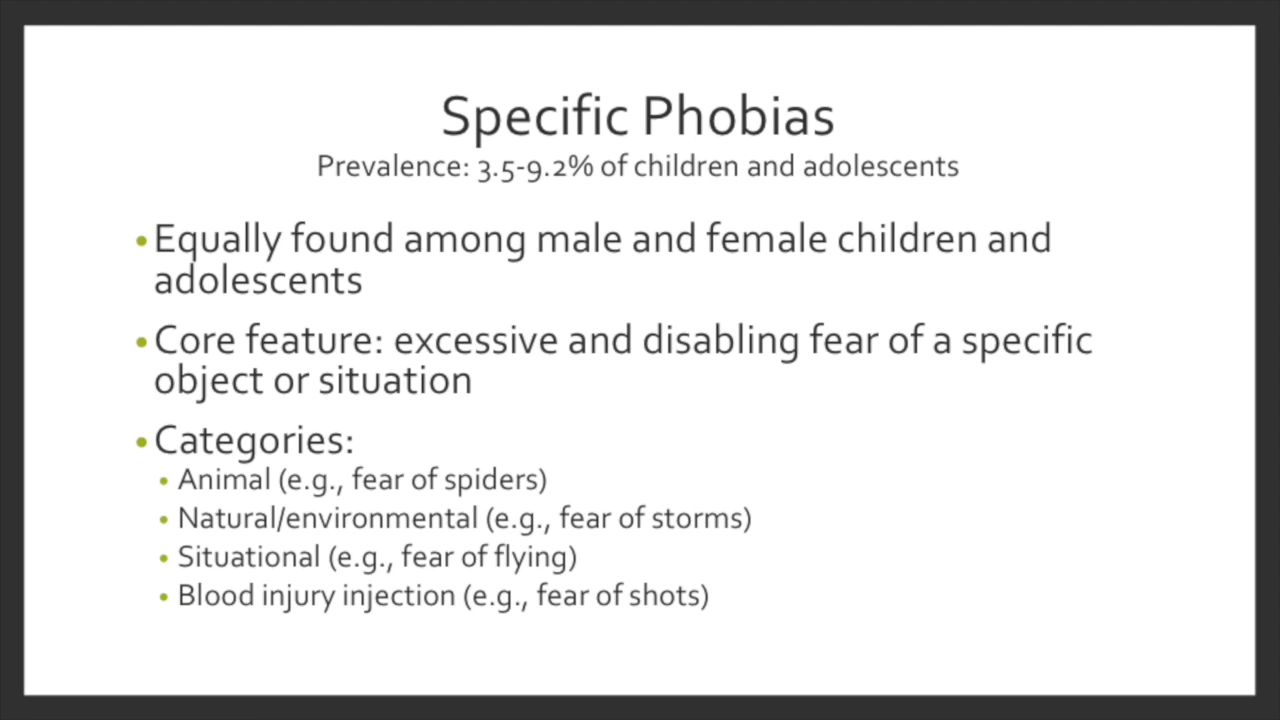 Specific Phobias
Prevalence: 3.5-9.2% of children and adolescents
•Equally found among male and female children and
adolescents
•Core feature: excessive and disabling fear of a specific
object or situation
•Categories:
• Animal (e.g., fear of spiders)
• Natural/environmental (e.g., fear of storms)
• Situational (e.g., fear of flying)
• Blood injury injection (e.g., fear of shots)